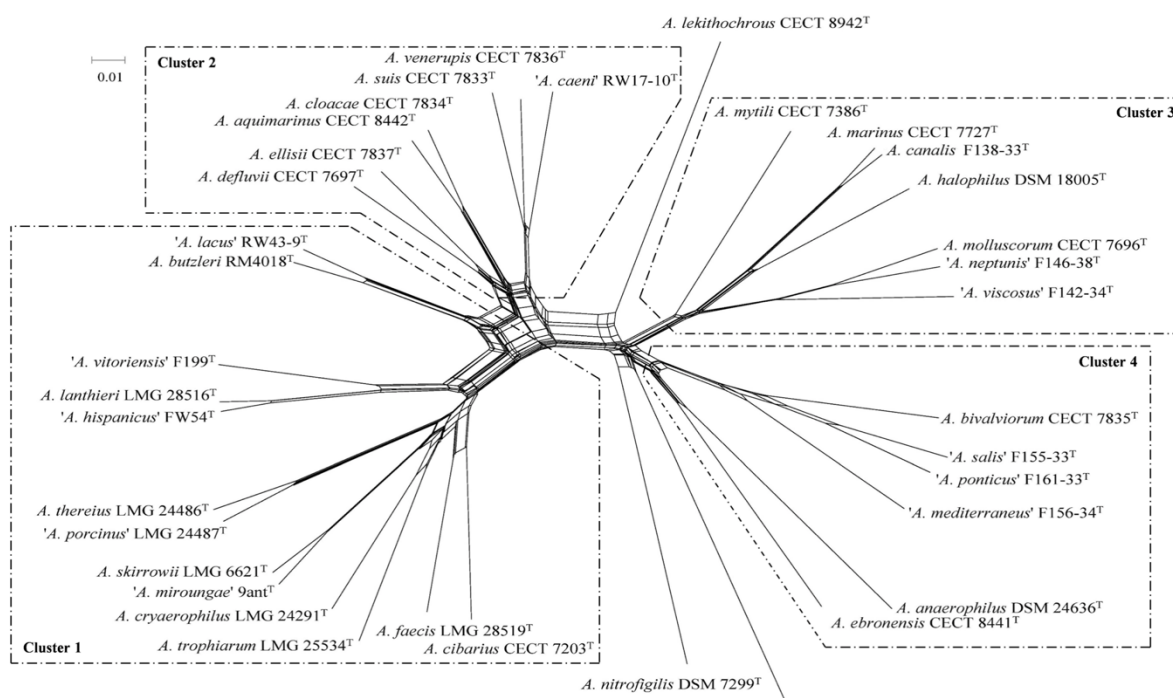 A. lekithochrous CECT 8942ᵀ
0.01
Cluster 2
A. venerupis CECT 7836ᵀ
A. suis CECT 7833ᵀ
'A. caeni' RW17-10ᵀ
A. cloacae CECT 7834ᵀ
A. aquimarinus CECT 8442ᵀ
A. ellisii CECT 7837ᵀ
A. defluvii CECT 7697ᵀ
A. mytili CECT 7386ᵀ
Cluster 3
A. marinus CECT 7727ᵀ
A. canalis F138-33ᵀ
A. halophilus DSM 18005ᵀ
A. molluscorum CECT 7696ᵀ
'A. neptunis' F146-38ᵀ
'A. viscosus' F142-34ᵀ
'A. lacus' RW43-9ᵀ
A. butzleri RM4018ᵀ
'A. vitoriensis' F199ᵀ
A. lanthieri LMG 28516ᵀ
'A. hispanicus' FW54ᵀ
A. thereius LMG 24486ᵀ
'A. porcinus' LMG 24487ᵀ
A. skirrowii LMG 6621ᵀ
'A. miroungae' 9antᵀ
A. cryaerophilus LMG 24291ᵀ
A. trophiarum LMG 25534ᵀ
A. faecis LMG 28519ᵀ
A. cibarius CECT 7203ᵀ
Cluster 1
Cluster 4
A. bivalviorum CECT 7835ᵀ
'A. salis' F155-33ᵀ
'A. ponticus' F161-33ᵀ
'A. mediterraneus' F156-34ᵀ
A. anaerophilus DSM 24636ᵀ
A. ebronensis CECT 8441ᵀ
A. nitrofigilis DSM 7299ᵀ